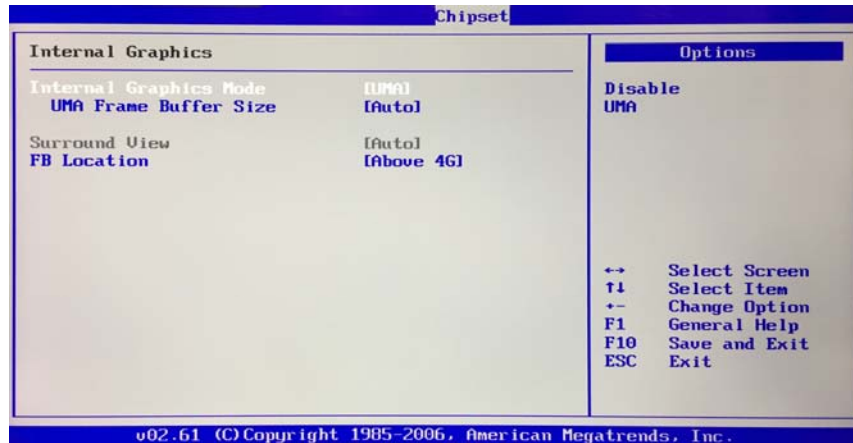 Chipset
Internal Graphics
Options
Internal Graphics Mode [UMA]
UMA Frame Buffer Size [Auto]
Surround View [Auto]
FB Location [Above 4G]
Disable
UMA
↔ Select Screen
↑↓ Select Item
+- Change Option
F1 General Help
F10 Save and Exit
ESC Exit
v02.61 (C)Copyright 1985-2006, American Megatrends, Inc.